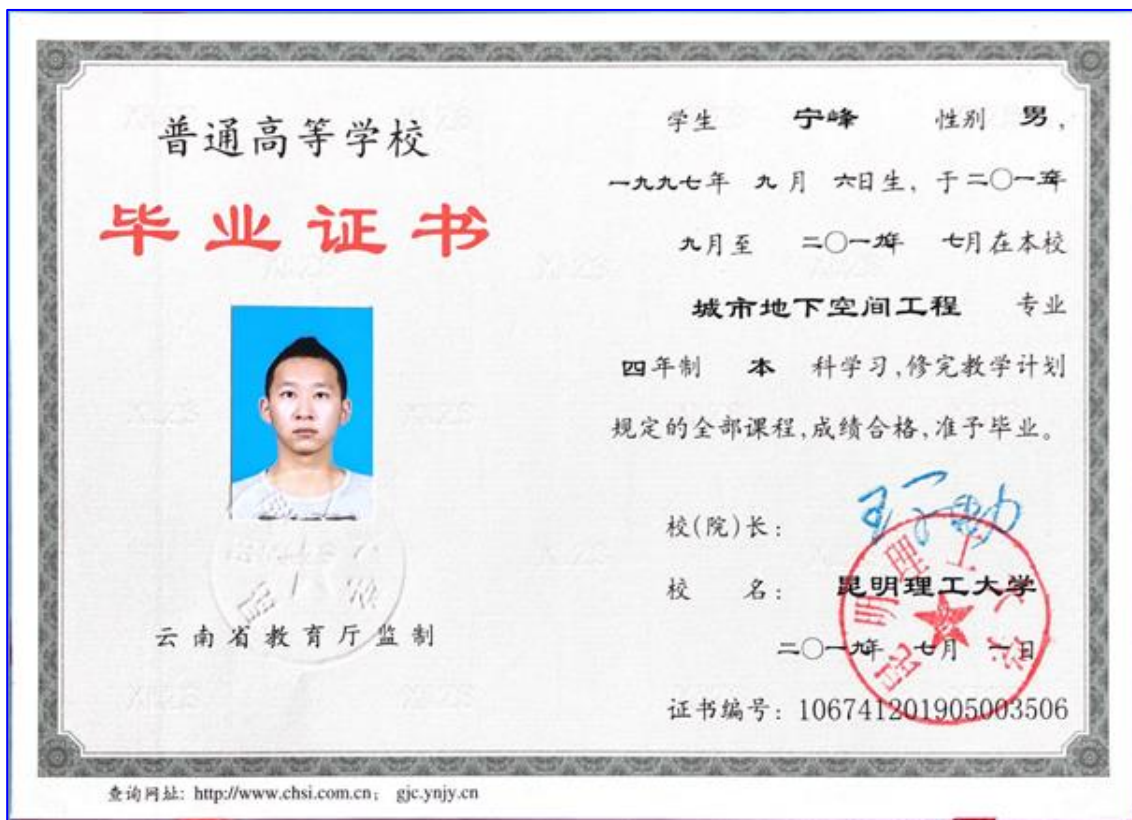 普通高等学校
毕业证书
云南省教育厅监制
学生 宁峰 性别 男,
一九九七年 九月 六日生, 于二〇一五年
九月至 二〇一九年 七月在本校
城市地下空间工程 专业
四年制 本 科学习,修完教学计划
规定的全部课程,成绩合格,准予毕业。
校(院)长:
校 名: 昆明理工大学
昆明理工大学
二〇一九年 七月 一日
证书编号: 106741201905003506
查询网址: http://www.chsi.com.cn; gjc.ynjy.cn